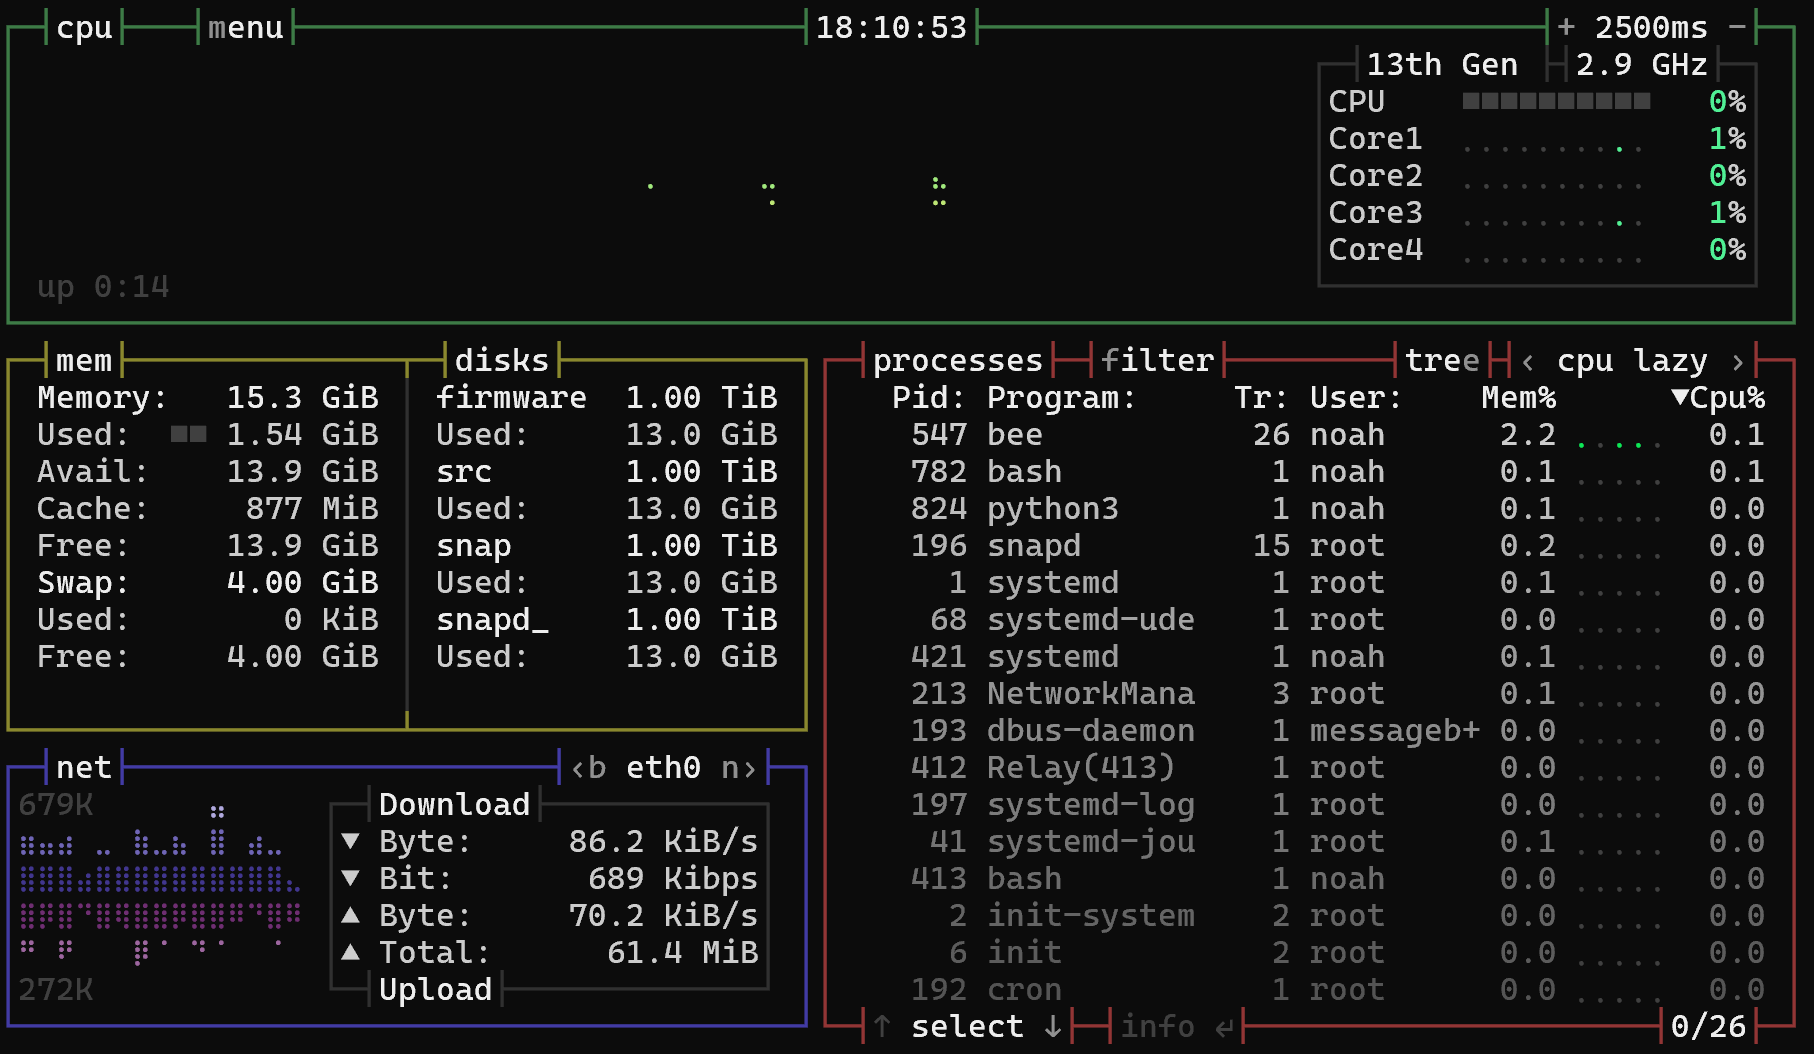 cpu menu 18:10:53 + 2500ms -
13th Gen 2.9 GHz
CPU 0%
Core1 1%
Core2 0%
Core3 1%
Core4 0%
up 0:14
mem
Memory: 15.3 GiB
Used: 1.54 GiB
Avail: 13.9 GiB
Cache: 877 MiB
Free: 13.9 GiB
Swap: 4.00 GiB
Used: 0 KiB
Free: 4.00 GiB
disks
firmware 1.00 TiB
Used: 13.0 GiB
src 1.00 TiB
Used: 13.0 GiB
snap 1.00 TiB
Used: 13.0 GiB
snapd_ 1.00 TiB
Used: 13.0 GiB
net ‹b eth0 n›
679K
272K
Download
▼ Byte: 86.2 KiB/s
▼ Bit: 689 Kibps
▲ Byte: 70.2 KiB/s
▲ Total: 61.4 MiB
Upload
processes filter tree ‹ cpu lazy ›
Pid: Program: Tr: User: Mem% ▼Cpu%
547 bee 26 noah 2.2 0.1
782 bash 1 noah 0.1 0.1
824 python3 1 noah 0.1 0.0
196 snapd 15 root 0.2 0.0
1 systemd 1 root 0.1 0.0
68 systemd-ude 1 root 0.0 0.0
421 systemd 1 noah 0.1 0.0
213 NetworkMana 3 root 0.1 0.0
193 dbus-daemon 1 messageb+ 0.0 0.0
412 Relay(413) 1 root 0.0 0.0
197 systemd-log 1 root 0.0 0.0
41 systemd-jou 1 root 0.1 0.0
413 bash 1 noah 0.0 0.0
2 init-system 2 root 0.0 0.0
6 init 2 root 0.0 0.0
192 cron 1 root 0.0 0.0
↑ select ↓ info ↵ 0/26